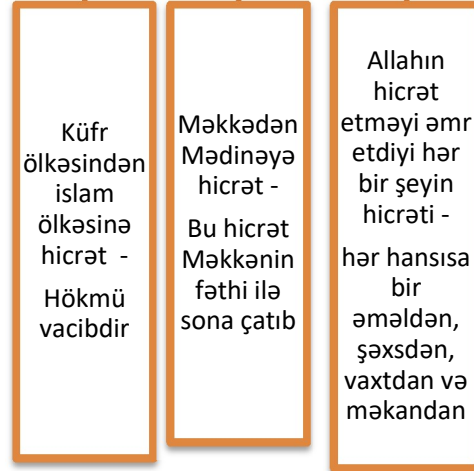 Küfr
ölkəsindən
islam
ölkəsinə
hicrət -
Hökmü
vacibdir
Məkkədən
Mədinəyə
hicrət -
Bu hicrət
Məkkənin
fəthi ilə
sona çatıb
Allahın
hicrət
etməyi əmr
etdiyi hər
bir şeyin
hicrəti -
hər hansısa
bir
əməldən,
şəxsdən,
vaxtdan və
məkandan